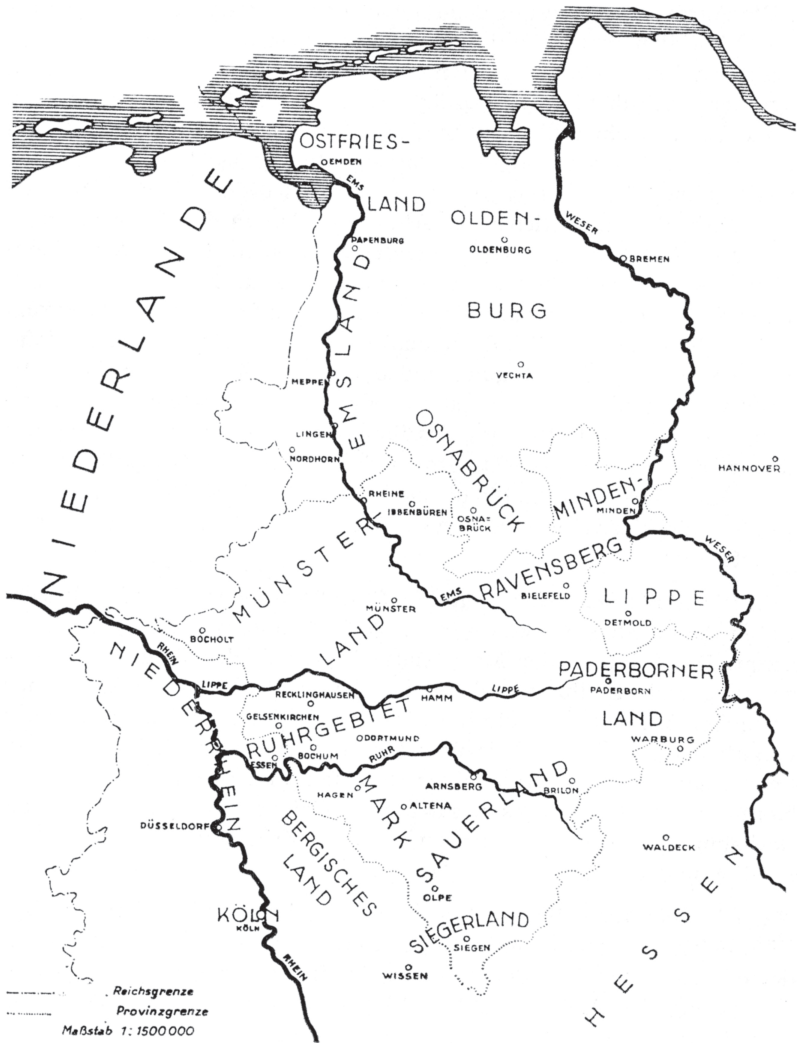 OSTFRIES-
EMDEN
EMS
LAND
OLDEN-
WESER
PAPENBURG
OLDENBURG
BREMEN
NIEDERLANDE
EMSLAND
BURG
VECHTA
MEPPEN
LINGEN
NORDHORN
OSNABRÜCK
HANNOVER
RHEINE
IBBENBÜREN
OSNA-
BRÜCK
MINDEN-
MINDEN
WESER
MÜNSTER-
RAVENSBERG
BIELEFELD
LIPPE
EMS
MÜNSTER
DETMOLD
BOCHOLT
LAND
NIEDERRHEIN
RHEIN
PADERBORNER
PADERBORN
LIPPE
HAMM
LIPPE
RECKLINGHAUSEN
GELSENKIRCHEN
RUHRGEBIET
LAND
WARBURG
DORTMUND
BOCHUM
ESSEN
RUHR
HAGEN
MARK
ALTENA
ARNSBERG
SAUERLAND
BRILON
DÜSSELDORF
BERGISCHES
LAND
WALDECK
OLPE
KÖLN
KÖLN
SIEGERLAND
SIEGEN
WISSEN
RHEIN
HESSEN
Reichsgrenze
Provinzgrenze
Maßstab 1:1500000